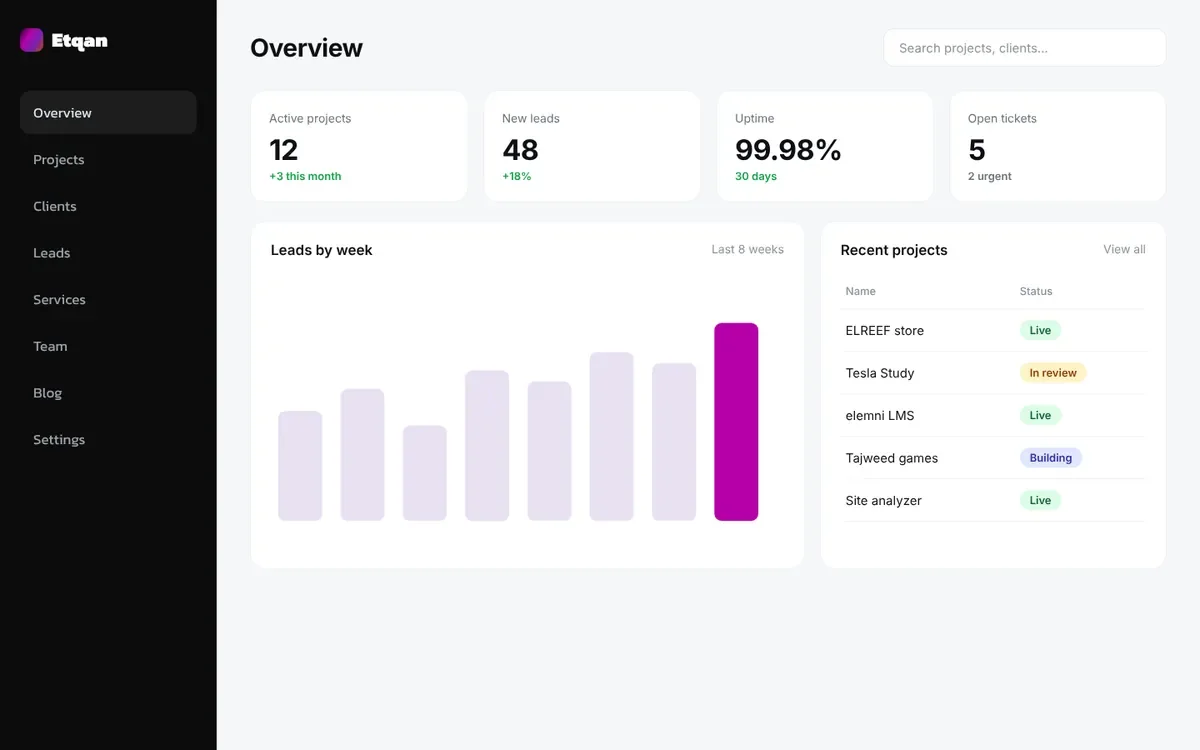 Etqan
Overview
Projects
Clients
Leads
Services
Team
Blog
Settings
Overview
Search projects, clients...
Active projects
12
+3 this month
New leads
48
+18%
Uptime
99.98%
30 days
Open tickets
5
2 urgent
Leads by week
Last 8 weeks
Recent projects
View all
Name Status
ELREEF store Live
Tesla Study In review
elemni LMS Live
Tajweed games Building
Site analyzer Live